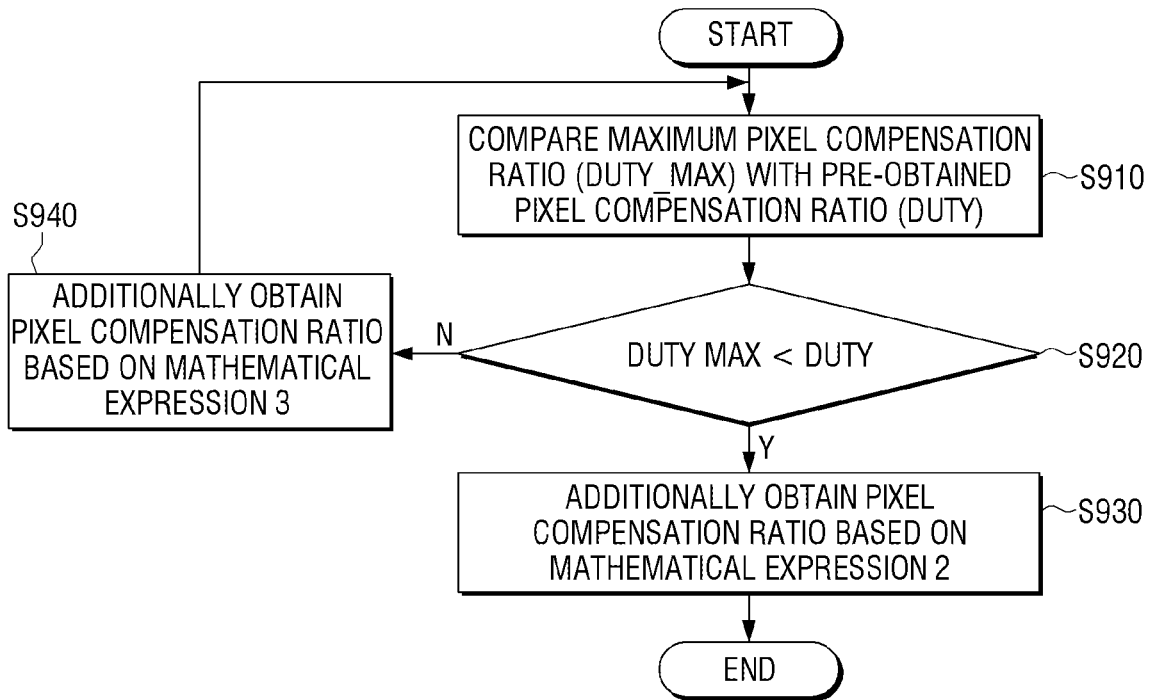 START
COMPARE MAXIMUM PIXEL COMPENSATION
RATIO (DUTY_MAX) WITH PRE-OBTAINED
PIXEL COMPENSATION RATIO (DUTY)
S910
S940
ADDITIONALLY OBTAIN
PIXEL COMPENSATION RATIO
BASED ON MATHEMATICAL
EXPRESSION 3
N
DUTY MAX < DUTY
S920
Y
ADDITIONALLY OBTAIN PIXEL
COMPENSATION RATIO BASED ON
MATHEMATICAL EXPRESSION 2
S930
END